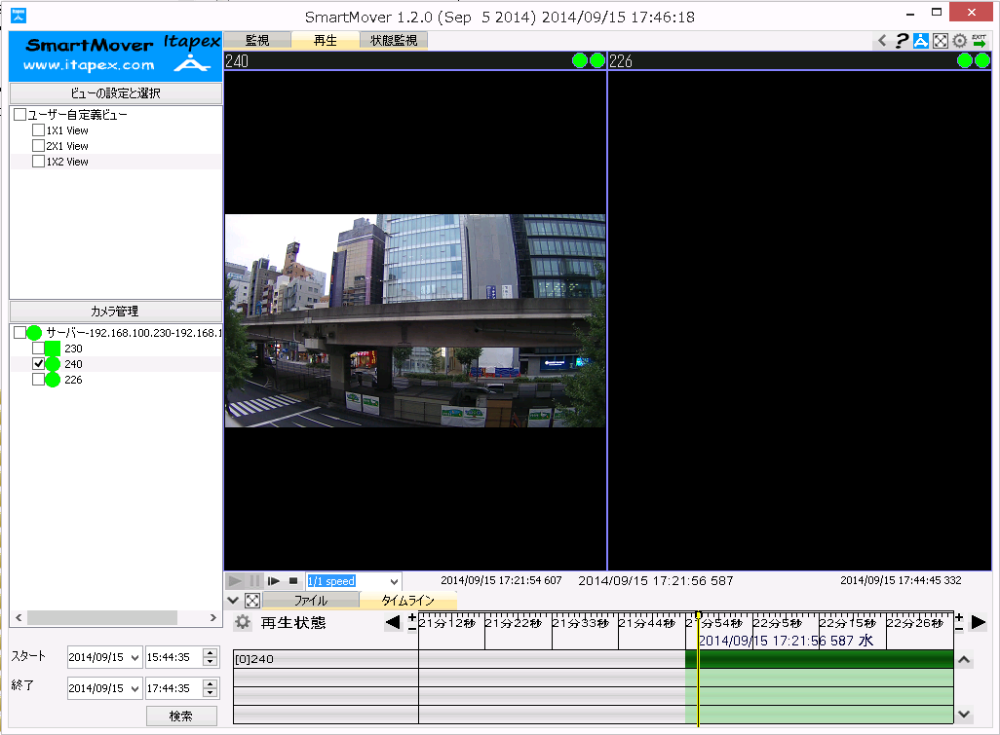 SmartMover 1.2.0 (Sep 5 2014) 2014/09/15 17:46:18
SmartMover Itapex
www.itapex.com
監視 再生 状態監視
EXIT
240
226
ビューの設定と選択
ユーザー自定義ビュー
1X1 View
2X1 View
1X2 View
カメラ管理
サーバー-192.168.100.230-192.168.1
230
240
226
スタート 2014/09/15 15:44:35
終了 2014/09/15 17:44:35
検索
1/1 speed 2014/09/15 17:21:54 607 2014/09/15 17:21:56 587 2014/09/15 17:44:45 332
ファイル タイムライン
再生状態
21分12秒 21分22秒 21分33秒 21分44秒 21分54秒 22分5秒 22分15秒 22分26秒
2014/09/15 17:21:56 587 水
[0]240